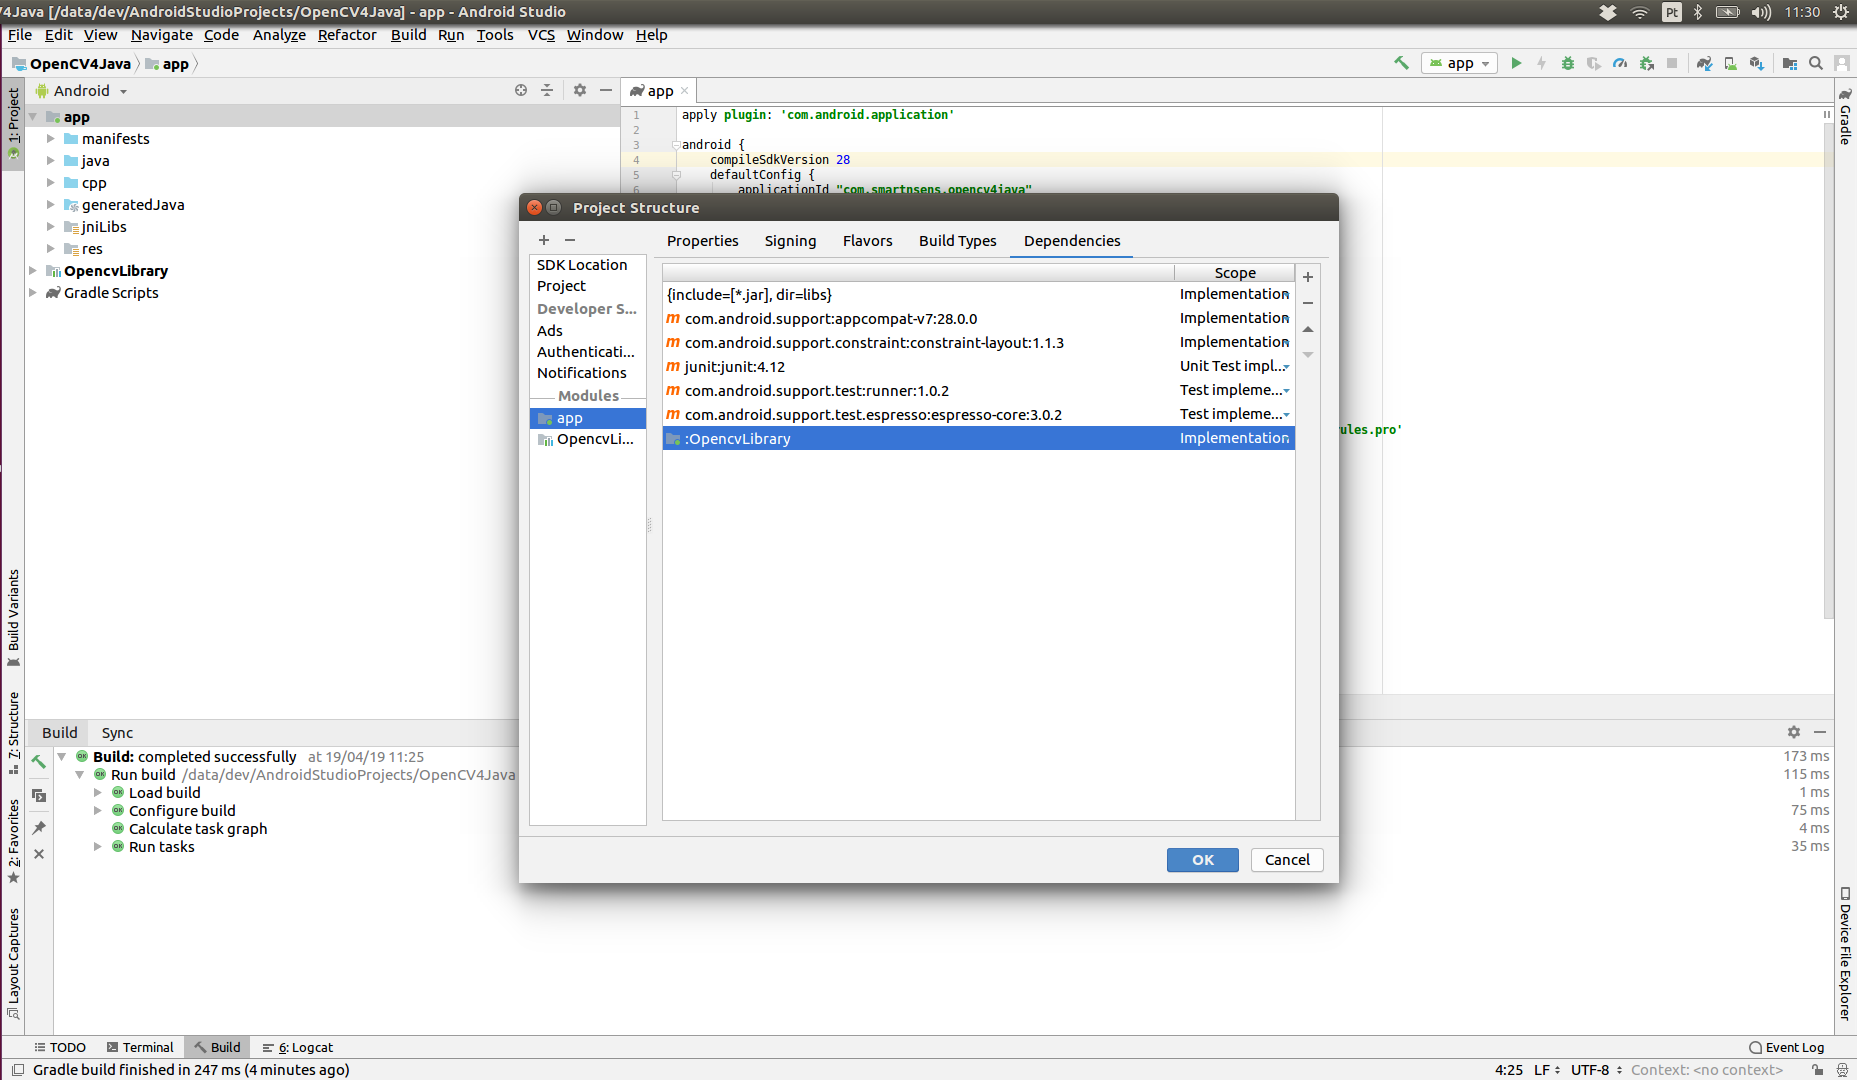 /4Java [/data/dev/AndroidStudioProjects/OpenCV4Java] - app - Android Studio
Pt
11:30
File Edit View Navigate Code Analyze Refactor Build Run Tools VCS Window Help
OpenCV4Java
app
app
1: Project
Android
app
manifests
java
cpp
generatedJava
jniLibs
res
OpencvLibrary
Gradle Scripts
app
1 apply plugin: 'com.android.application'
2
3 android {
4 compileSdkVersion 28
5 defaultConfig {
6 applicationId "com.smartnsens.opencv4java"
rules.pro'
Gradle
Project Structure
SDK Location
Project
Developer S...
Ads
Authenticati...
Notifications
Modules
app
OpencvLi...
Properties Signing Flavors Build Types Dependencies
Scope
{include=[*.jar], dir=libs} Implementation
m com.android.support:appcompat-v7:28.0.0 Implementation
m com.android.support.constraint:constraint-layout:1.1.3 Implementation
m junit:junit:4.12 Unit Test impl...
m com.android.support.test:runner:1.0.2 Test impleme...
m com.android.support.test.espresso:espresso-core:3.0.2 Test impleme...
:OpencvLibrary Implementation
OK Cancel
Build Variants
7: Structure
2: Favorites
Layout Captures
Build Sync
Build: completed successfully at 19/04/19 11:25 173 ms
Run build /data/dev/AndroidStudioProjects/OpenCV4Java 115 ms
Load build 1 ms
Configure build 75 ms
Calculate task graph 4 ms
Run tasks 35 ms
Device File Explorer
TODO Terminal Build 6: Logcat Event Log
Gradle build finished in 247 ms (4 minutes ago) 4:25 LF UTF-8 Context: <no context>